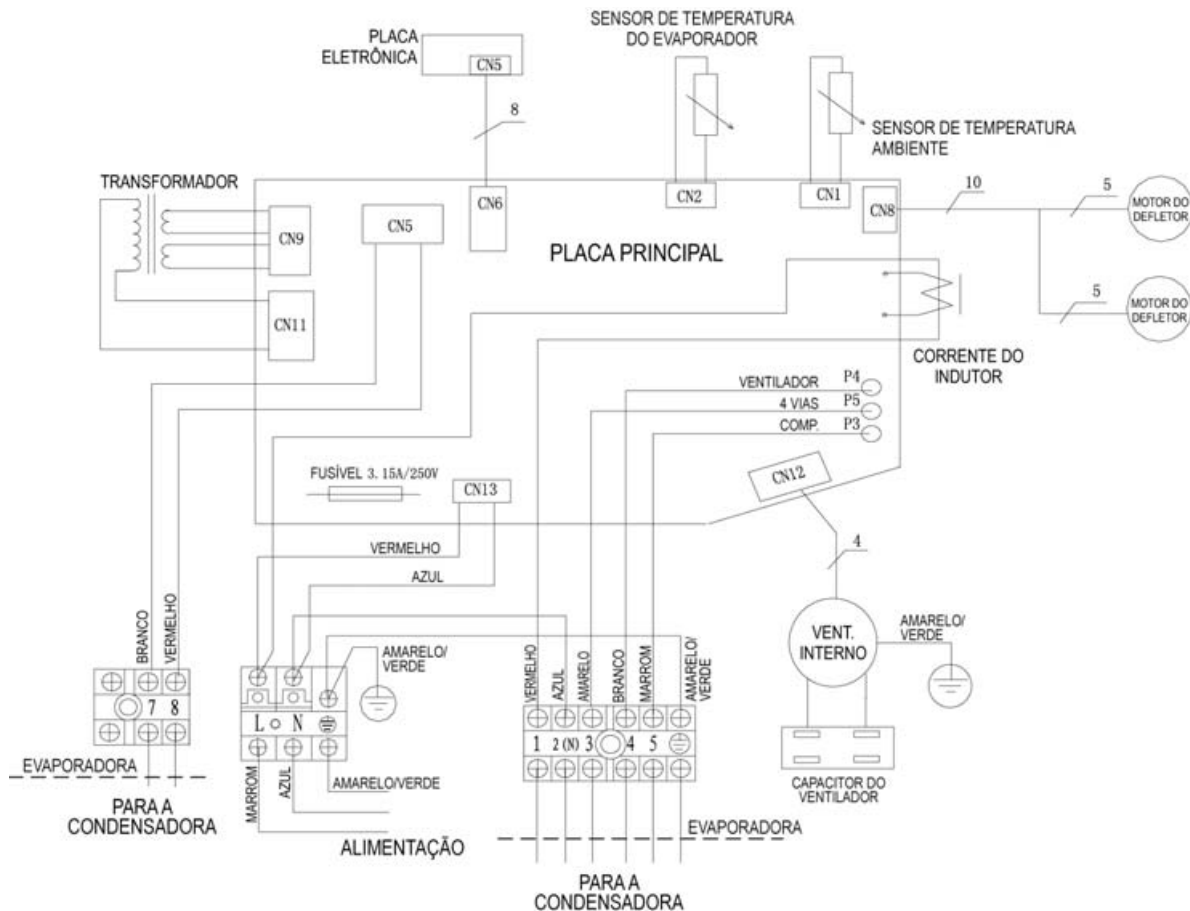 PLACA
ELETRÔNICA
CN5
8
SENSOR DE TEMPERATURA
DO EVAPORADOR
SENSOR DE TEMPERATURA
AMBIENTE
TRANSFORMADOR
CN9
CN11
CN5
CN6
CN2
CN1
CN8
10
5
MOTOR DO
DEFLETOR
5
MOTOR DO
DEFLETOR
PLACA PRINCIPAL
CORRENTE DO
INDUTOR
VENTILADOR P4
4 VIAS P5
COMP. P3
FUSÍVEL 3.15A/250V
CN13
CN12
4
VERMELHO
AZUL
BRANCO
VERMELHO
AMARELO/
VERDE
VERMELHO
AZUL
AMARELO
BRANCO
MARROM
AMARELO/
VERDE
VENT.
INTERNO
AMARELO/
VERDE
7 8
L N
1 2 (N) 3 4 5
EVAPORADORA
PARA A
CONDENSADORA
MARROM
AZUL
AMARELO/VERDE
ALIMENTAÇÃO
EVAPORADORA
PARA A
CONDENSADORA
CAPACITOR DO
VENTILADOR